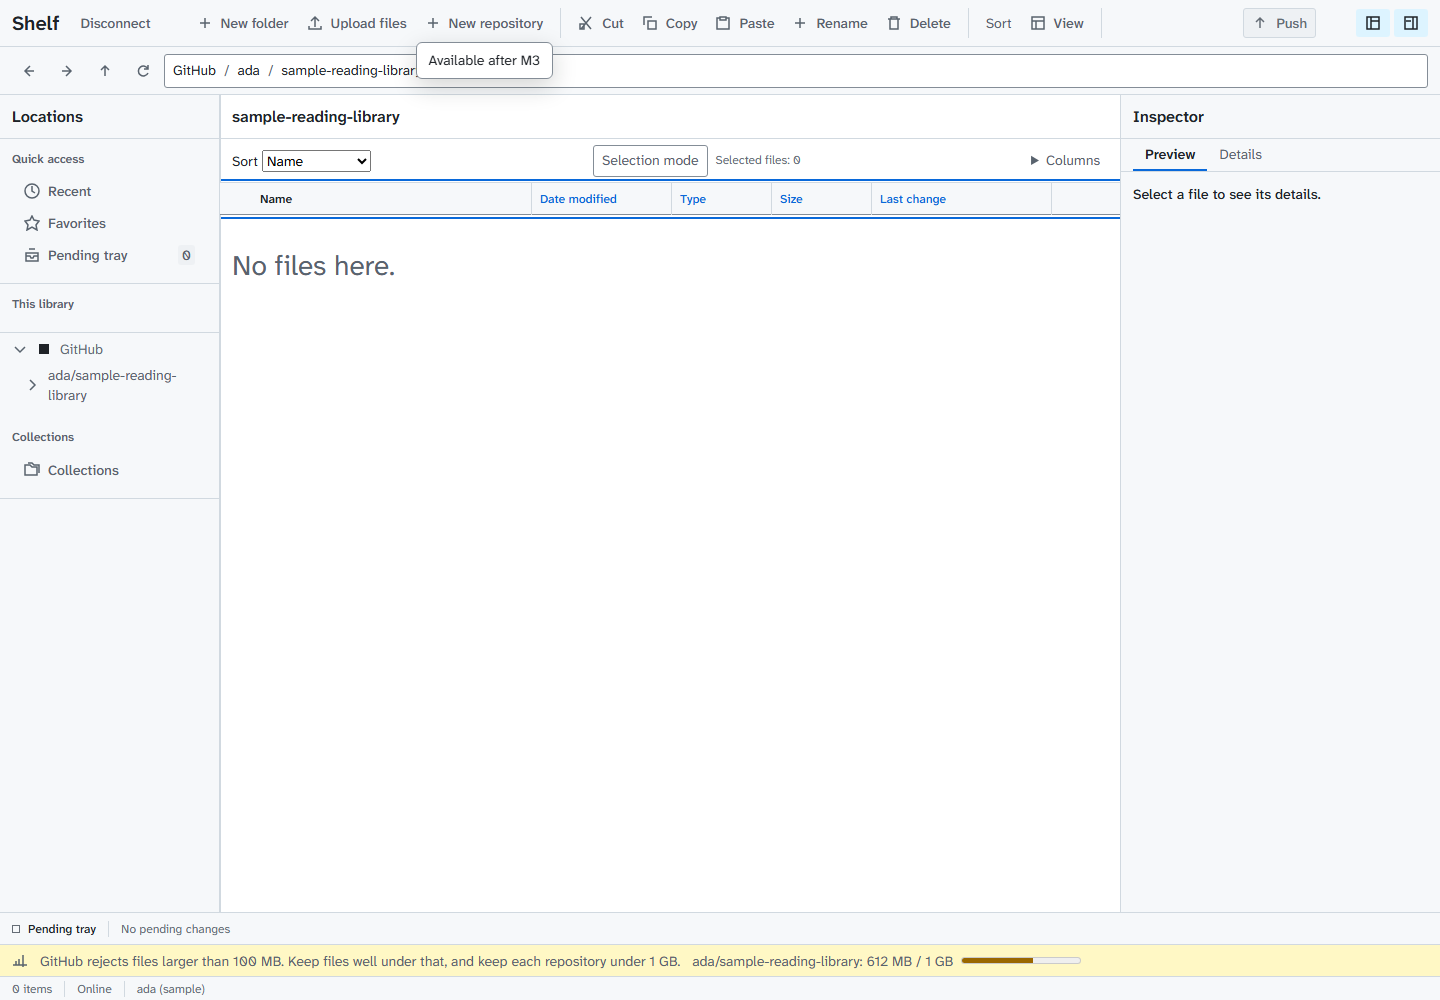 Shelf Disconnect New folder Upload files New repository Cut Copy Paste Rename Delete Sort View Push
Available after M3
GitHub / ada / sample-reading-librar
Locations
Quick access
Recent
Favorites
Pending tray 0
This library
GitHub
ada/sample-reading-
library
Collections
Collections
sample-reading-library
Sort Name Selection mode Selected files: 0 Columns
Name Date modified Type Size Last change
No files here.
Inspector
Preview Details
Select a file to see its details.
Pending tray No pending changes
GitHub rejects files larger than 100 MB. Keep files well under that, and keep each repository under 1 GB. ada/sample-reading-library: 612 MB / 1 GB
0 items Online ada (sample)